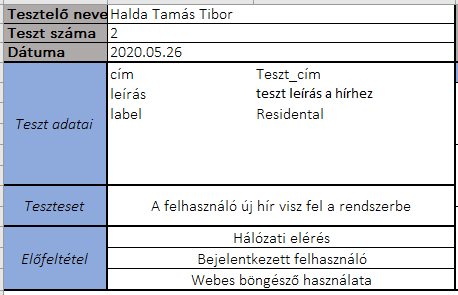 Tesztelő neve Halda Tamás Tibor
Teszt száma 2
Dátuma 2020.05.26
Teszt adatai
cím Teszt_cím
leírás teszt leírás a hírhez
label Residental
Teszteset A felhasználó új hír visz fel a rendszerbe
Előfeltétel
Hálózati elérés
Bejelentkezett felhasználó
Webes böngésző használata